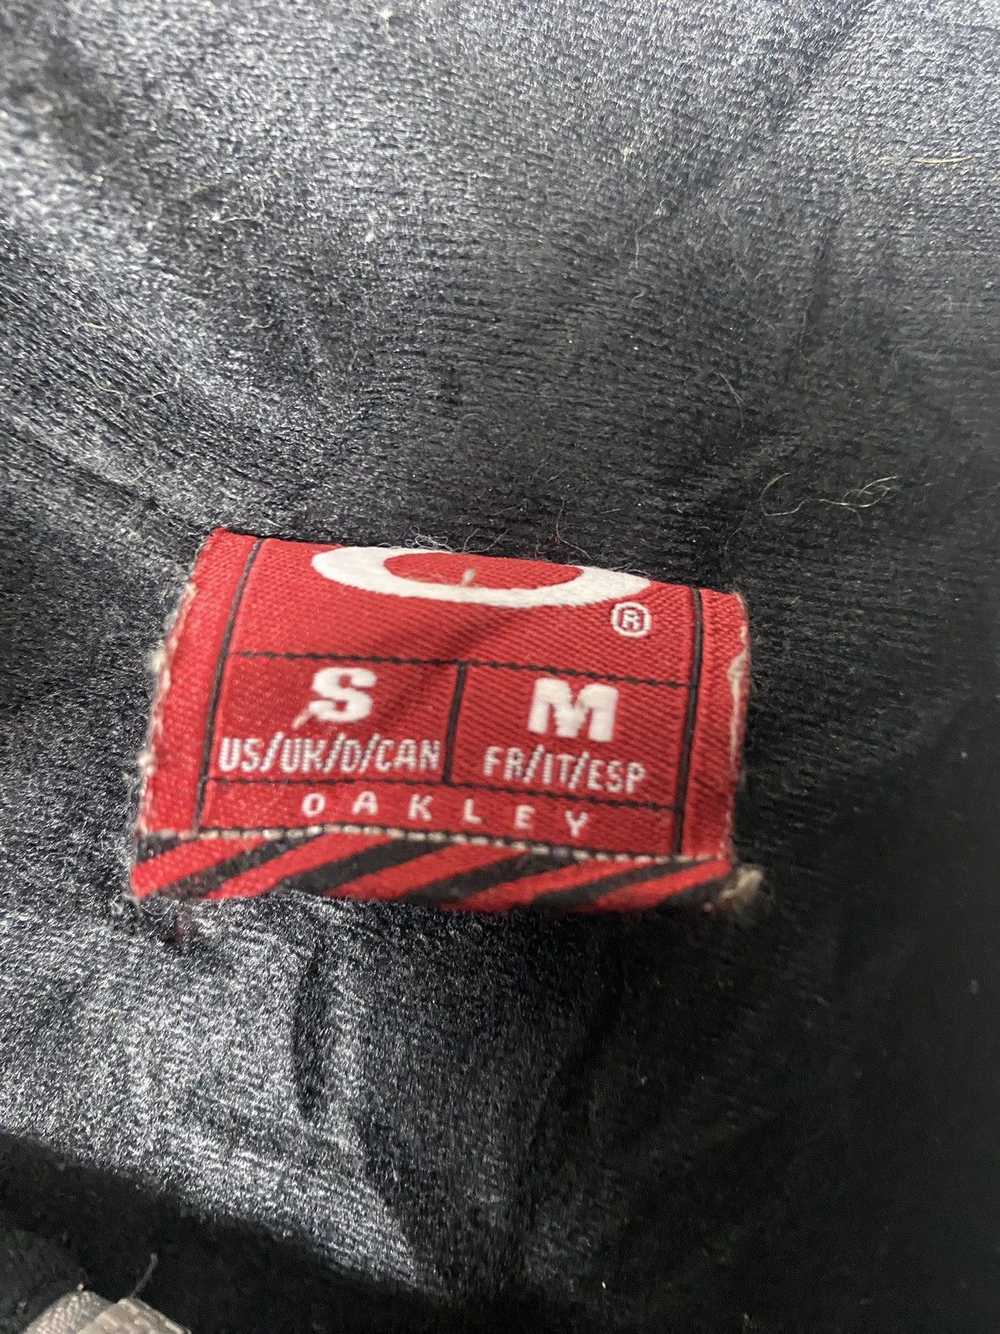 ®
S M
US/UK/D/CAN FR/IT/ESP
OAKLEY